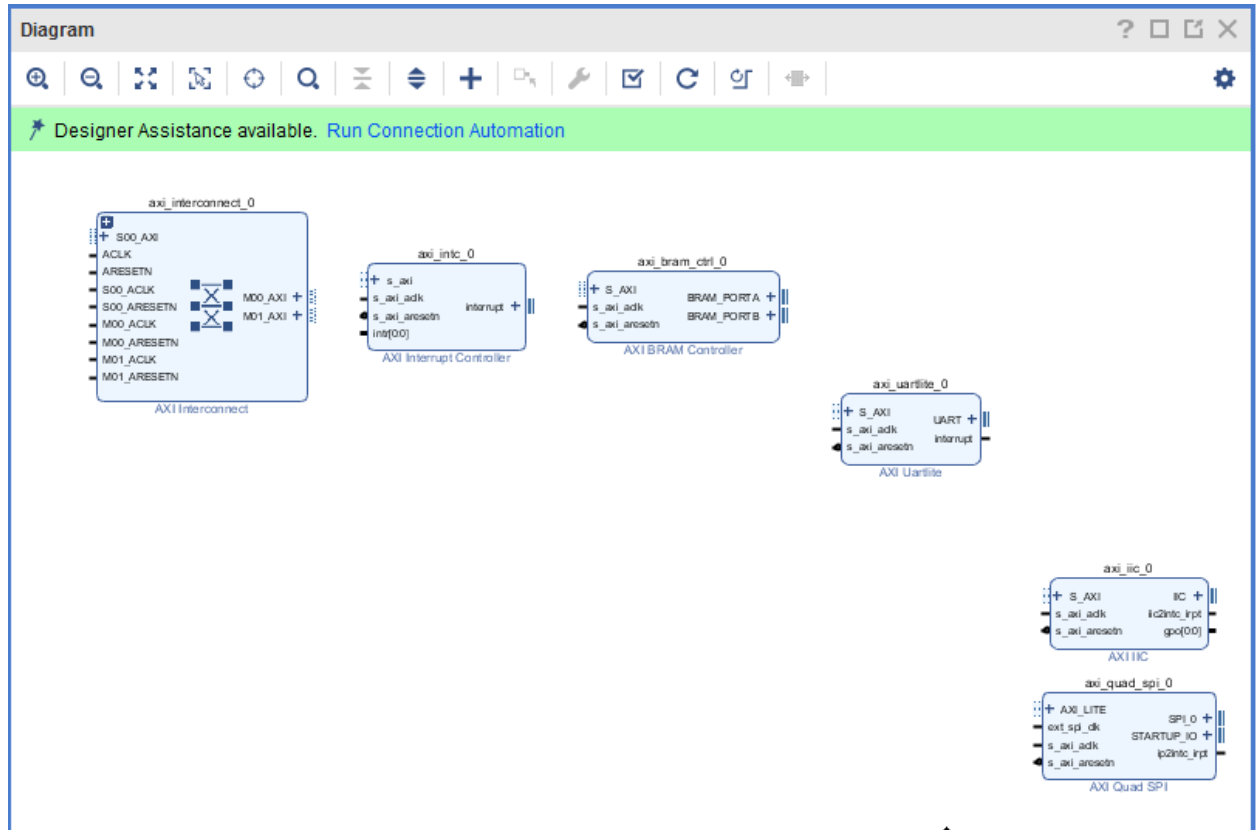 Diagram
Designer Assistance available. Run Connection Automation
axi_interconnect_0
S00_AXI
ACLK
ARESETN
S00_ACLK
S00_ARESETN
M00_ACLK
M00_ARESETN
M01_ACLK
M01_ARESETN
M00_AXI
M01_AXI
AXI Interconnect
axi_intc_0
s_axi
s_axi_aclk
s_axi_aresetn
intr[0:0]
interrupt
AXI Interrupt Controller
axi_bram_ctrl_0
S_AXI
s_axi_aclk
s_axi_aresetn
BRAM_PORTA
BRAM_PORTB
AXI BRAM Controller
axi_uartlite_0
S_AXI
s_axi_aclk
s_axi_aresetn
UART
interrupt
AXI Uartlite
axi_iic_0
S_AXI
s_axi_aclk
s_axi_aresetn
IIC
iic2intc_irpt
gpo[0:0]
AXI IIC
axi_quad_spi_0
AXI_LITE
ext_spi_clk
s_axi_aclk
s_axi_aresetn
SPI_0
STARTUP_IO
ip2intc_irpt
AXI Quad SPI